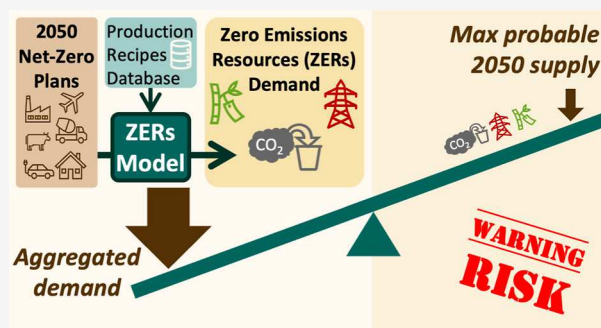 2050
Net-Zero
Plans
Production
Recipes
Database
ZERs
Model
Zero Emissions
Resources (ZERs)
Demand
CO₂
Max probable
2050 supply
CO₂
Aggregated
demand
WARNING
RISK